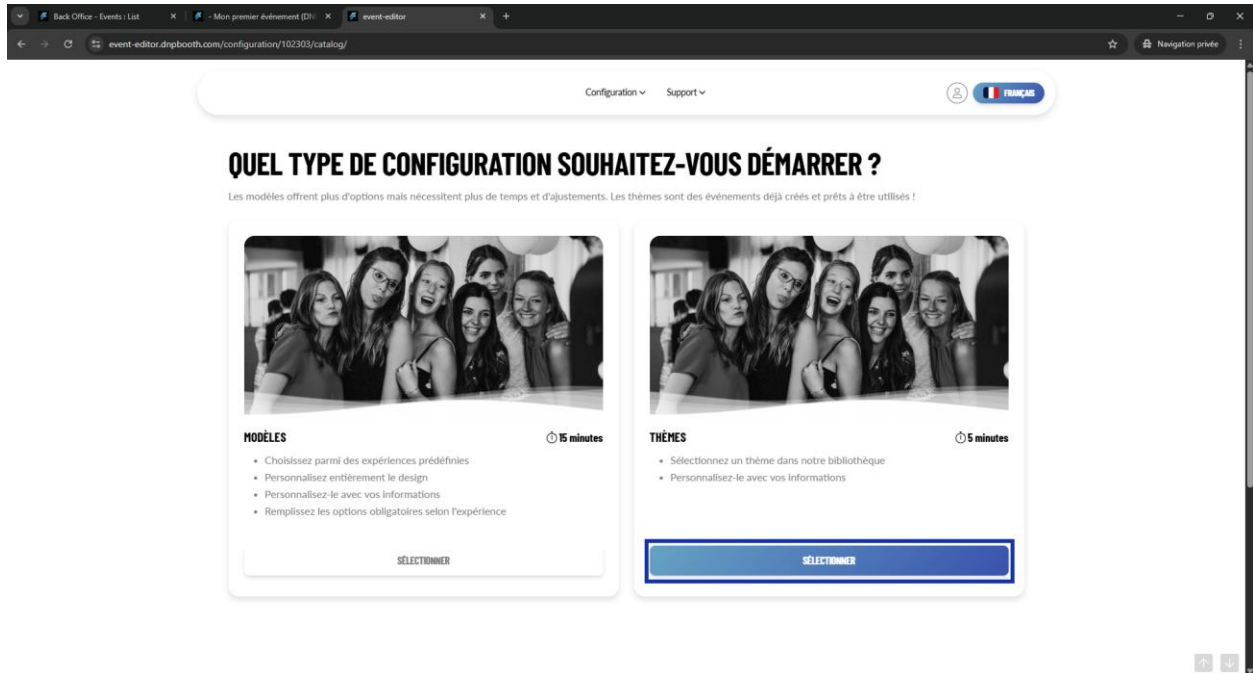 Back Office - Events : List
- Mon premier événement (DN
event-editor
event-editor.dnpbooth.com/configuration/102303/catalog/
Navigation privée
Configuration
Support
FRANÇAIS
QUEL TYPE DE CONFIGURATION SOUHAITEZ-VOUS DÉMARRER ?
Les modèles offrent plus d'options mais nécessitent plus de temps et d'ajustements. Les thèmes sont des événements déjà créés et prêts à être utilisés !
MODÈLES
15 minutes
• Choisissez parmi des expériences prédéfinies
• Personnalisez entièrement le design
• Personnalisez-le avec vos informations
• Remplissez les options obligatoires selon l'expérience
SÉLECTIONNER
THÈMES
5 minutes
• Sélectionnez un thème dans notre bibliothèque
• Personnalisez-le avec vos informations
SÉLECTIONNER